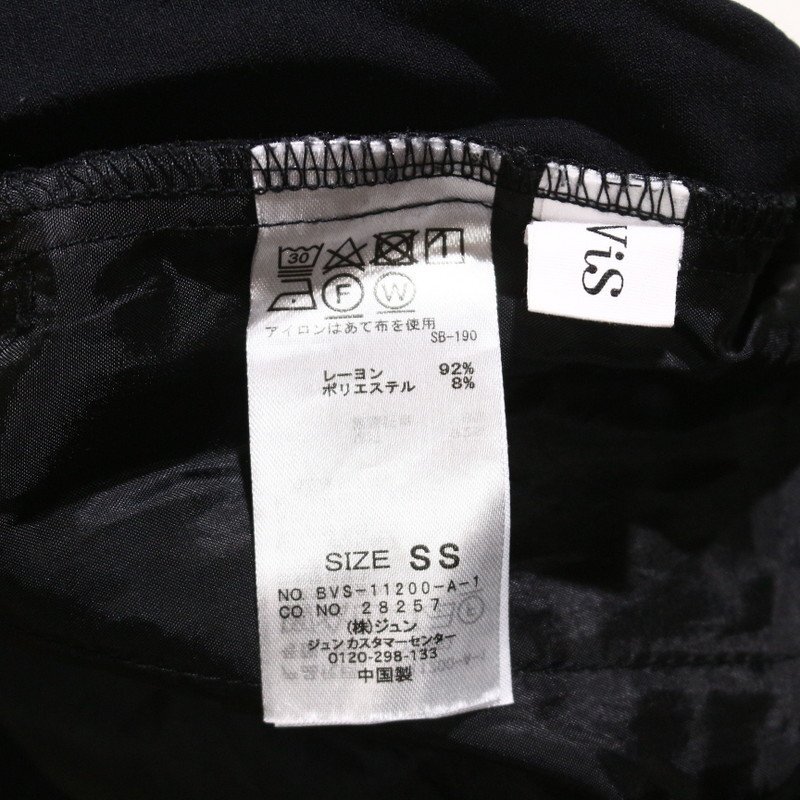 30
F W
アイロンはあて布を使用
SB-190
レーヨン 92%
ポリエステル 8%
SIZE SS
NO BVS-11200-A-1
CO NO 28257
(株)ジュン
ジュンカスタマーセンター
0120-298-133
中国製
ViS